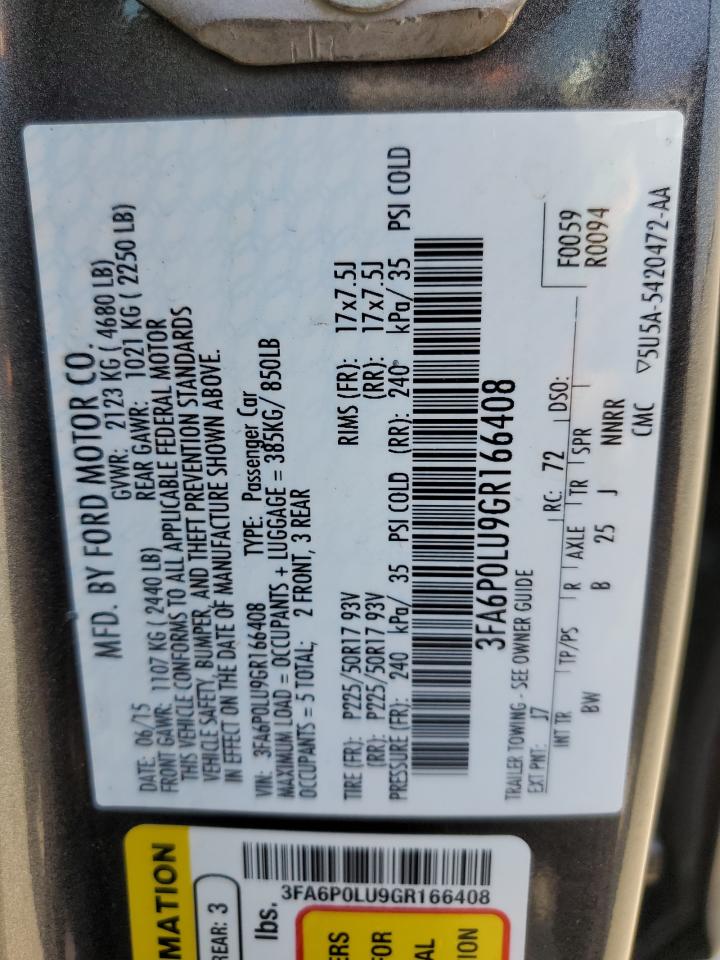 MFD. BY FORD MOTOR CO.
DATE: 06/15 GVWR: 2123 KG ( 4680 LB)
FRONT GAWR: 1107 KG ( 2440 LB) REAR GAWR: 1021 KG ( 2250 LB)
THIS VEHICLE CONFORMS TO ALL APPLICABLE FEDERAL MOTOR
VEHICLE SAFETY, BUMPER, AND THEFT PREVENTION STANDARDS
IN EFFECT ON THE DATE OF MANUFACTURE SHOWN ABOVE.
VIN: 3FA6P0LU9GR166408 TYPE: Passenger Car
MAXIMUM LOAD = OCCUPANTS + LUGGAGE = 385KG/ 850LB
OCCUPANTS = 5 TOTAL; 2 FRONT, 3 REAR
TIRE (FR): P225/50R17 93V RIMS (FR): 17x7.5J
(RR): P225/50R17 93V (RR): 17x7.5J
PRESSURE (FR): 240 kPa/ 35 PSI COLD (RR): 240 kPa/ 35 PSI COLD
3FA6P0LU9GR166408
TRAILER TOWING - SEE OWNER GUIDE
EXT PNT: J7 RC: 72 DSO: F0059
R0094
INT TR TP/PS R AXLE TR SPR
BW B 25 J NNRR
CMC ▽5U5A-5420472-AA
MATION
REAR: 3
lbs.
3FA6P0LU9GR166408
ERS
FOR
AL
ION